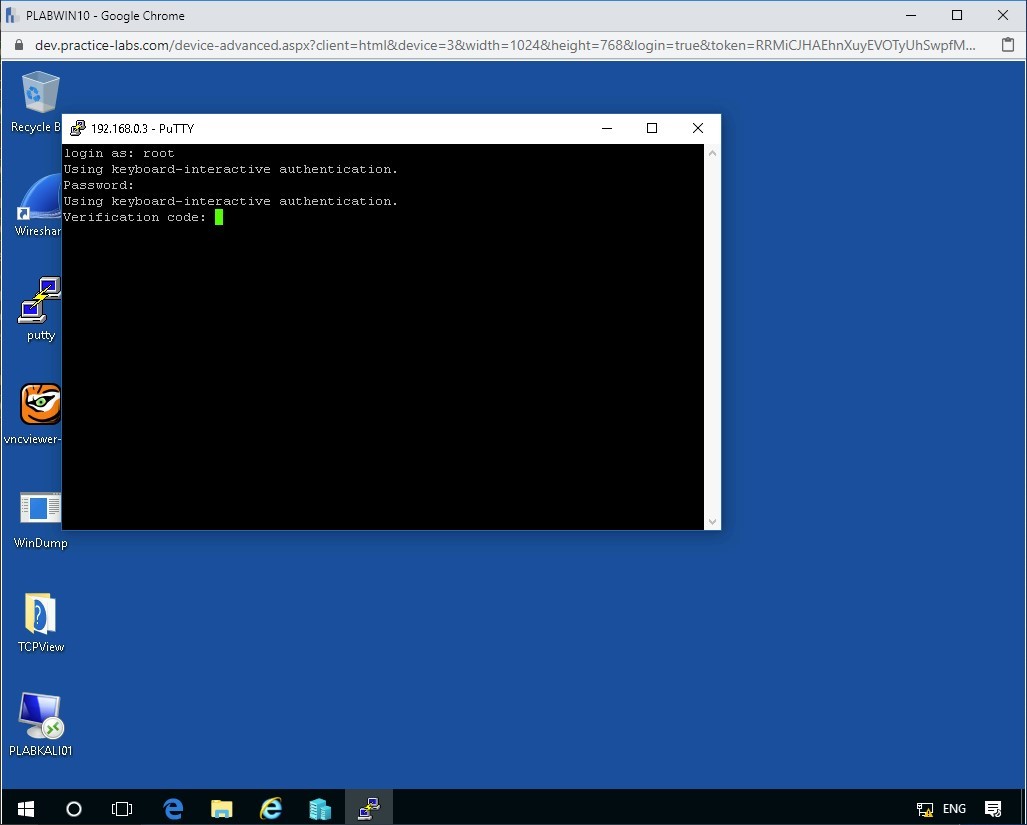 PLABWIN10 - Google Chrome
dev.practice-labs.com/device-advanced.aspx?client=html&device=3&width=1024&height=768&login=true&token=RRMiCJHAEhnXuyEVOTyUhSwpfM...
Recycle B
192.168.0.3 - PuTTY
login as: root
Using keyboard-interactive authentication.
Password:
Using keyboard-interactive authentication.
Verification code:
Wireshar
putty
vncviewer-
WinDump
TCPView
PLABKALI01
ENG